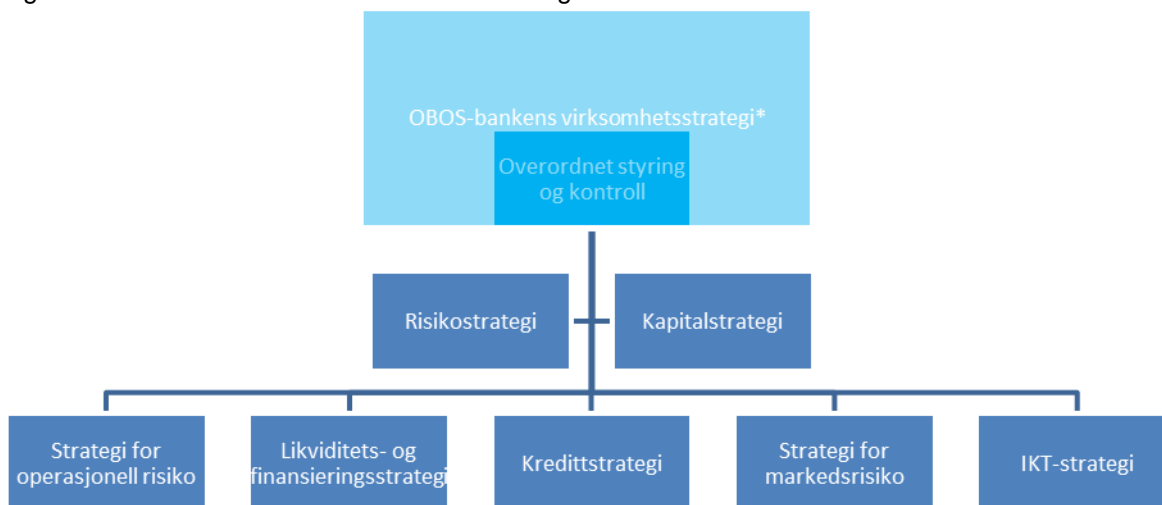 OBOS-bankens virksomhetsstrategi*
Overordnet styring
og kontroll
Risikostrategi
Kapitalstrategi
Strategi for
operasjonell risiko
Likviditets- og
finansieringsstrategi
Kredittstrategi
Strategi for
markedsrisiko
IKT-strategi